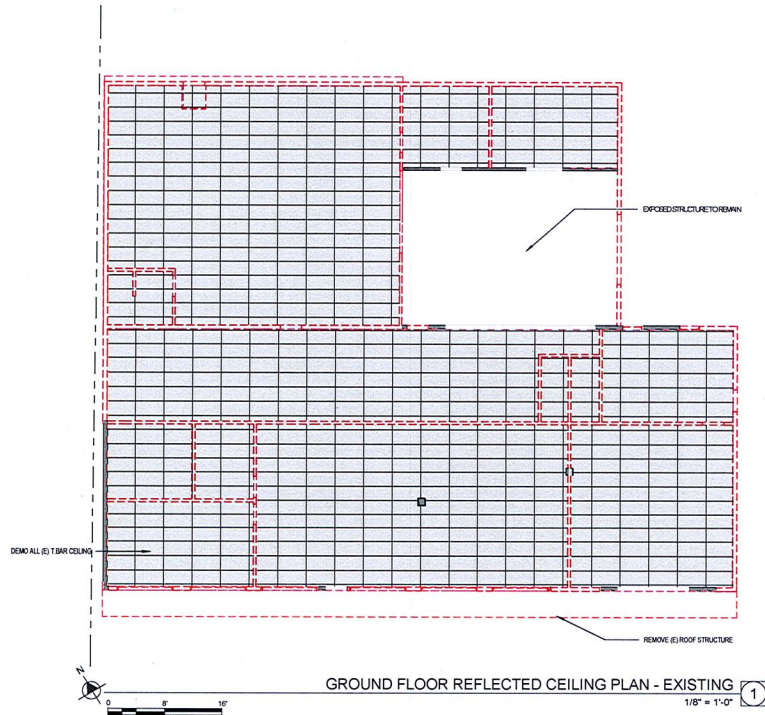 EXPOSED STRUCTURE TO REMAIN
DEMO ALL (E) T.BAR CEILING
REMOVE (E) ROOF STRUCTURE
N
GROUND FLOOR REFLECTED CEILING PLAN - EXISTING
1
1/8" = 1'-0"
0 8' 16'